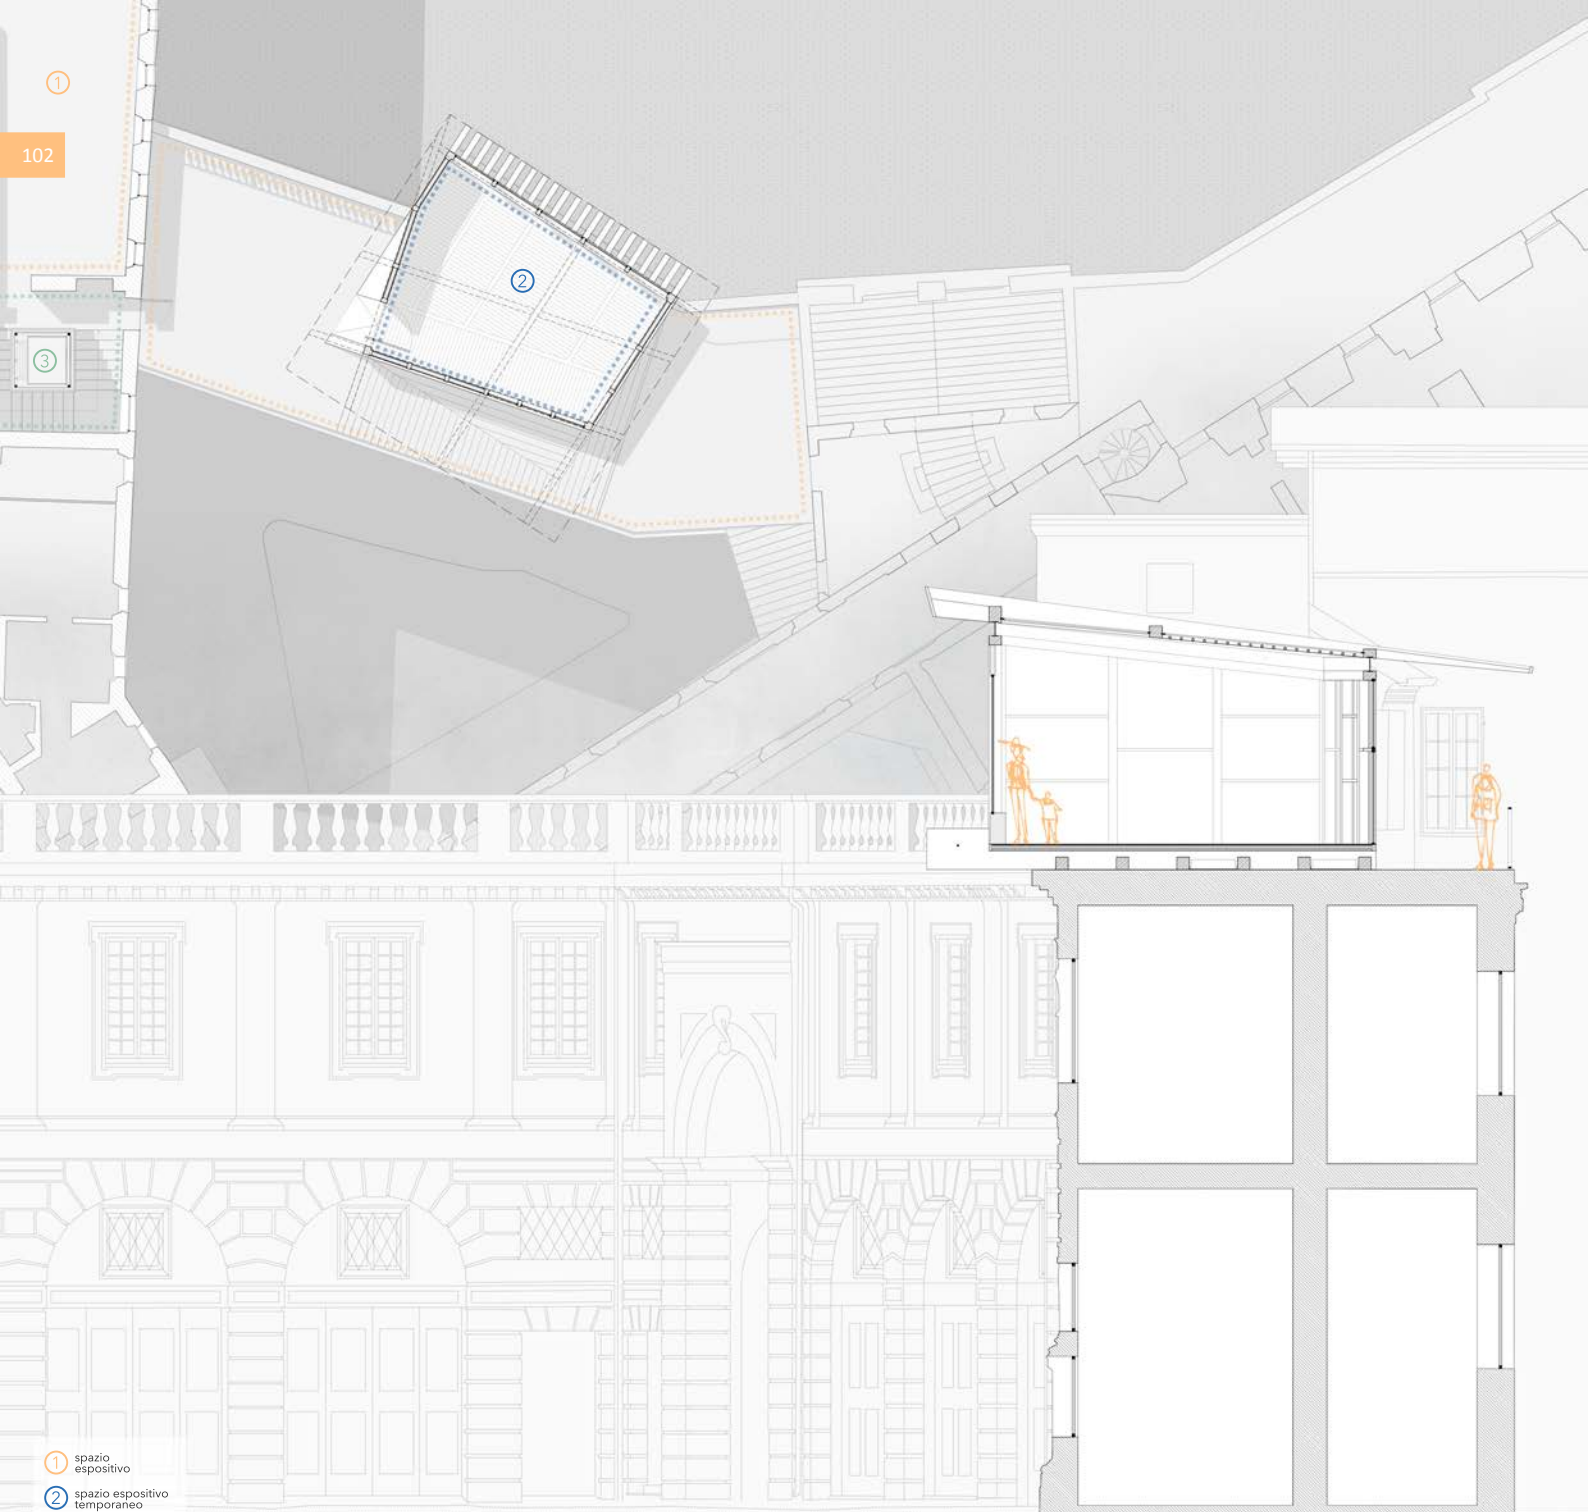 1
102
2
3
1 spazio
espositivo
2 spazio espositivo
temporaneo